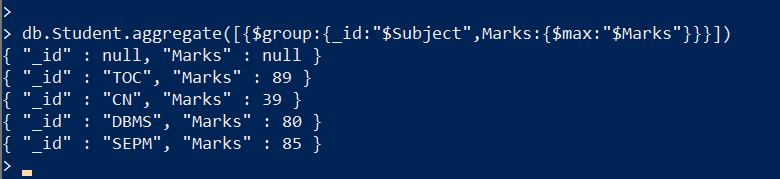 >
> db.Student.aggregate([{$group:{_id:"$Subject",Marks:{$max:"$Marks"}}}])
{ "_id" : null, "Marks" : null }
{ "_id" : "TOC", "Marks" : 89 }
{ "_id" : "CN", "Marks" : 39 }
{ "_id" : "DBMS", "Marks" : 80 }
{ "_id" : "SEPM", "Marks" : 85 }
>